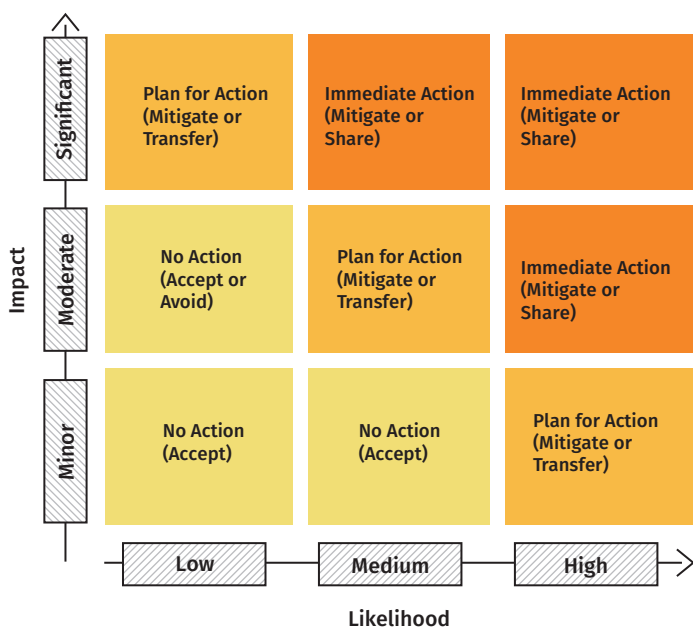 Significant
Plan for Action
(Mitigate or
Transfer)
Immediate Action
(Mitigate or
Share)
Immediate Action
(Mitigate or
Share)
Impact
Moderate
No Action
(Accept or
Avoid)
Plan for Action
(Mitigate or
Transfer)
Immediate Action
(Mitigate or
Share)
Minor
No Action
(Accept)
No Action
(Accept)
Plan for Action
(Mitigate or
Transfer)
Low
Medium
High
Likelihood